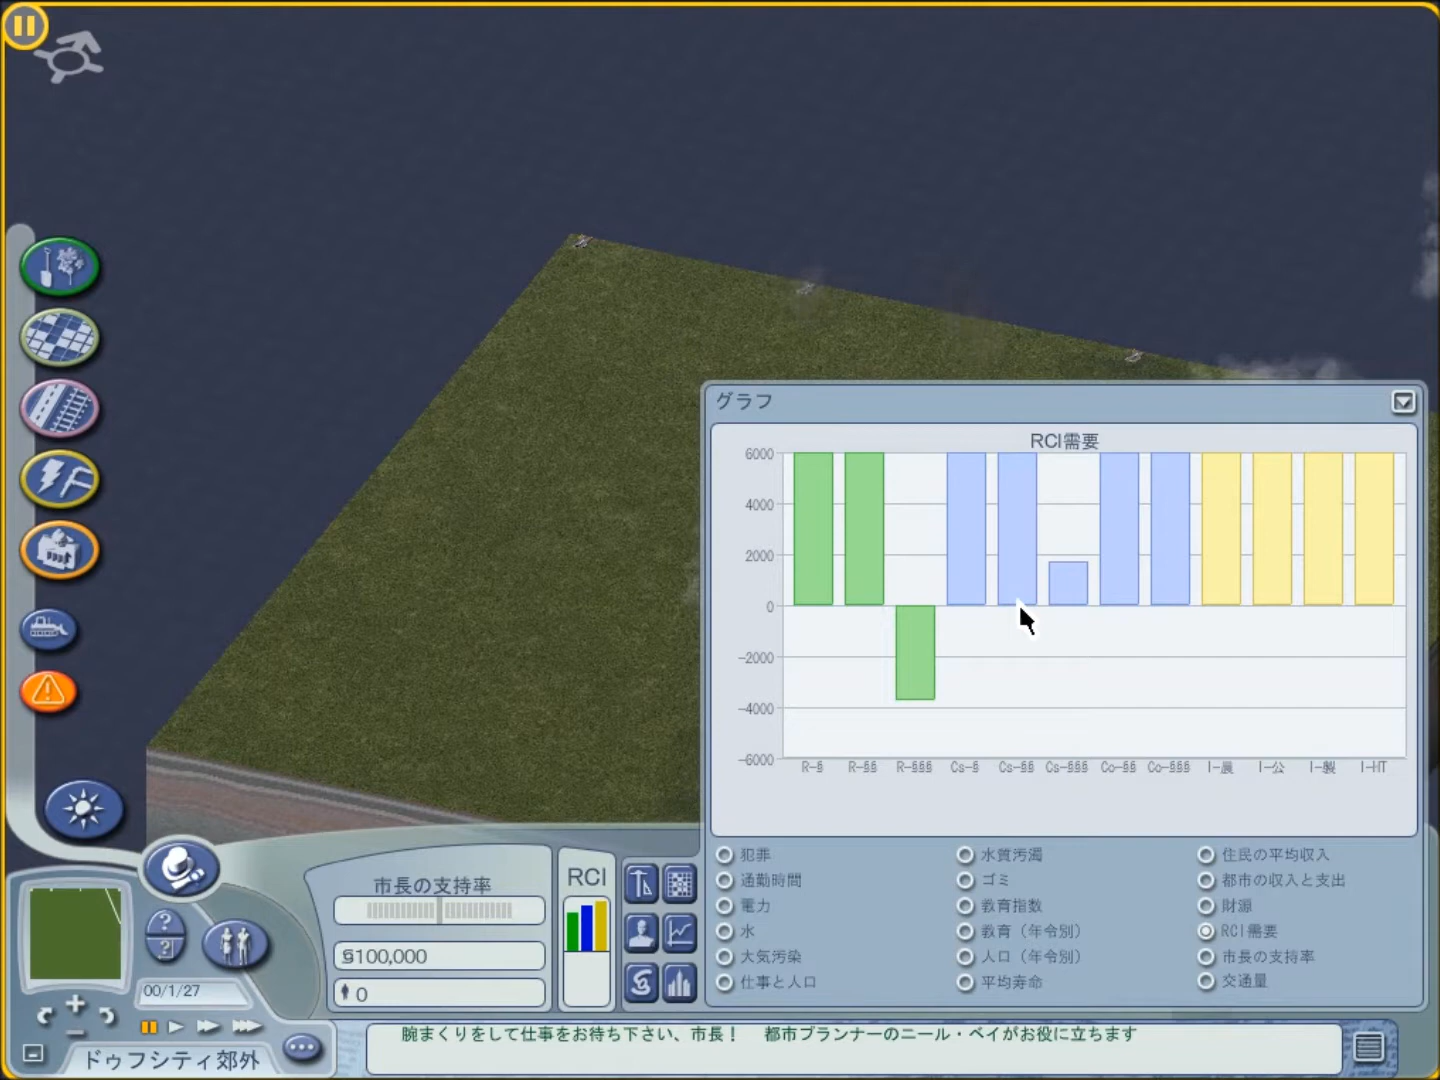 グラフ
RCI需要
6000
4000
2000
0
-2000
-4000
-6000
R-§ R-§§ R-§§§ Cs-§ Cs-§§ Cs-§§§ Co-§§ Co-§§§ I-農 I-公 I-製 I-HT
犯罪 水質汚濁 住民の平均収入
通勤時間 ゴミ 都市の収入と支出
電力 教育指数 財源
水 教育（年令別） RCI需要
大気汚染 人口（年令別） 市長の支持率
仕事と人口 平均寿命 交通量
市長の支持率
RCI
§100,000
0
00/1/27
ドゥフシティ郊外
腕まくりをして仕事をお待ち下さい、市長！ 都市プランナーのニール・ベイがお役に立ちます